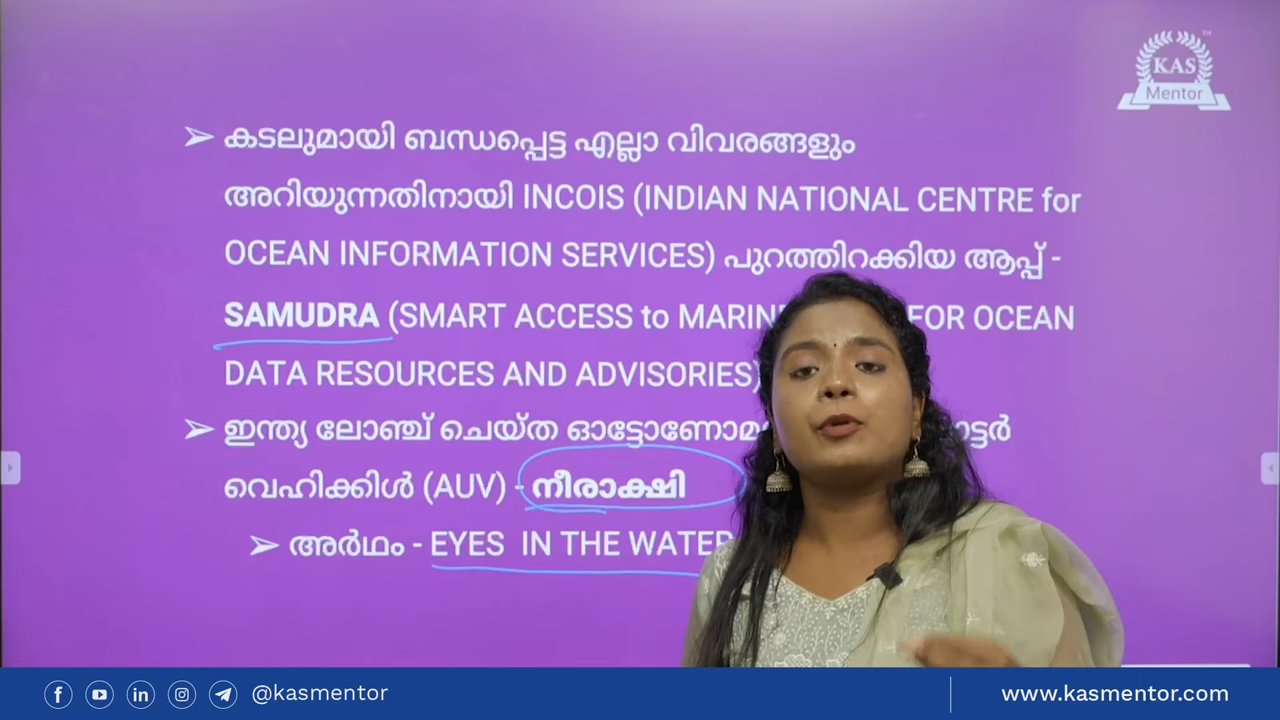 KAS
Mentor
TM
➢ കടലുമായി ബന്ധപ്പെട്ട എല്ലാ വിവരങ്ങളും
അറിയുന്നതിനായി INCOIS (INDIAN NATIONAL CENTRE for
OCEAN INFORMATION SERVICES) പുറത്തിറക്കിയ ആപ്പ് -
SAMUDRA (SMART ACCESS to FOR OCEAN
DATA RESOURCES AND ADVISORIES)
➢ ഇന്ത്യ ലോഞ്ച് ചെയ്ത
വെഹിക്കിൾ (AUV) - നീരാക്ഷി
➢ അർഥം - EYES IN THE WATER
@kasmentor
www.kasmentor.com